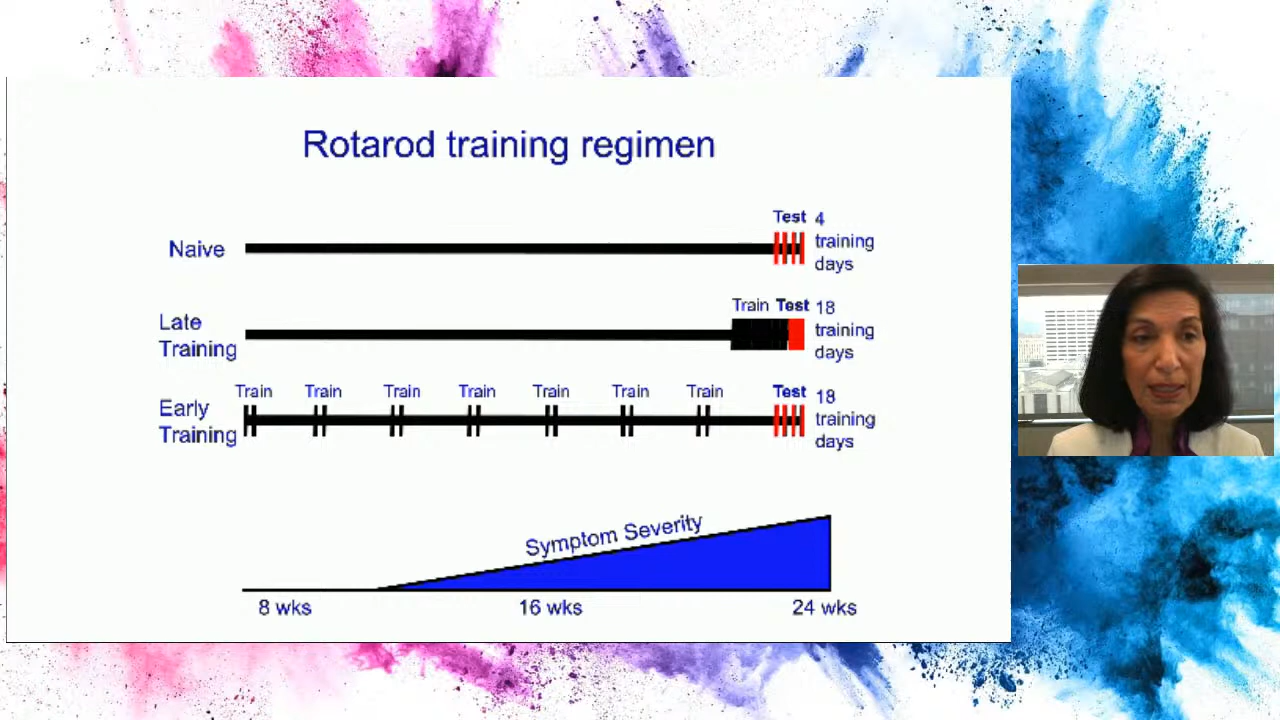 Rotarod training regimen
Test 4
Naive
training
days
Train Test 18
Late
training
Training
days
Train Train Train Train Train Train Train Test 18
Early
training
Training
days
Symptom Severity
8 wks 16 wks 24 wks